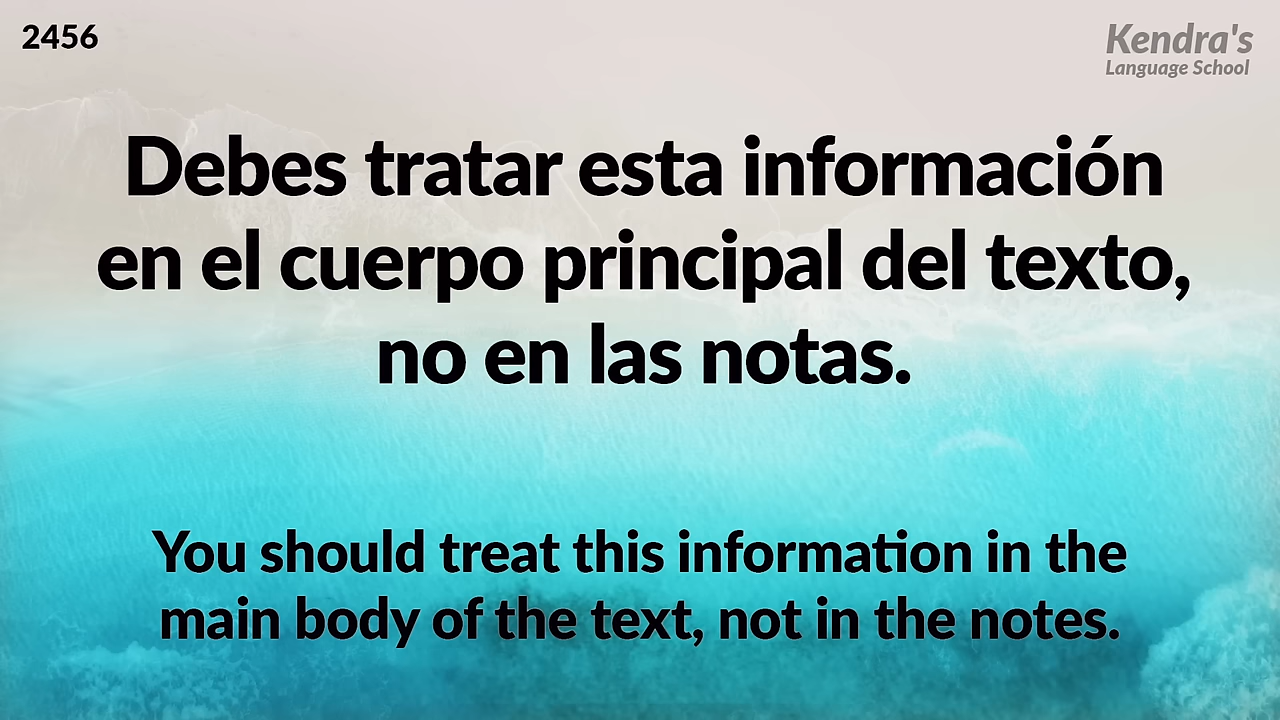 2456
Kendra's
Language School
Debes tratar esta información
en el cuerpo principal del texto,
no en las notas.
You should treat this information in the
main body of the text, not in the notes.